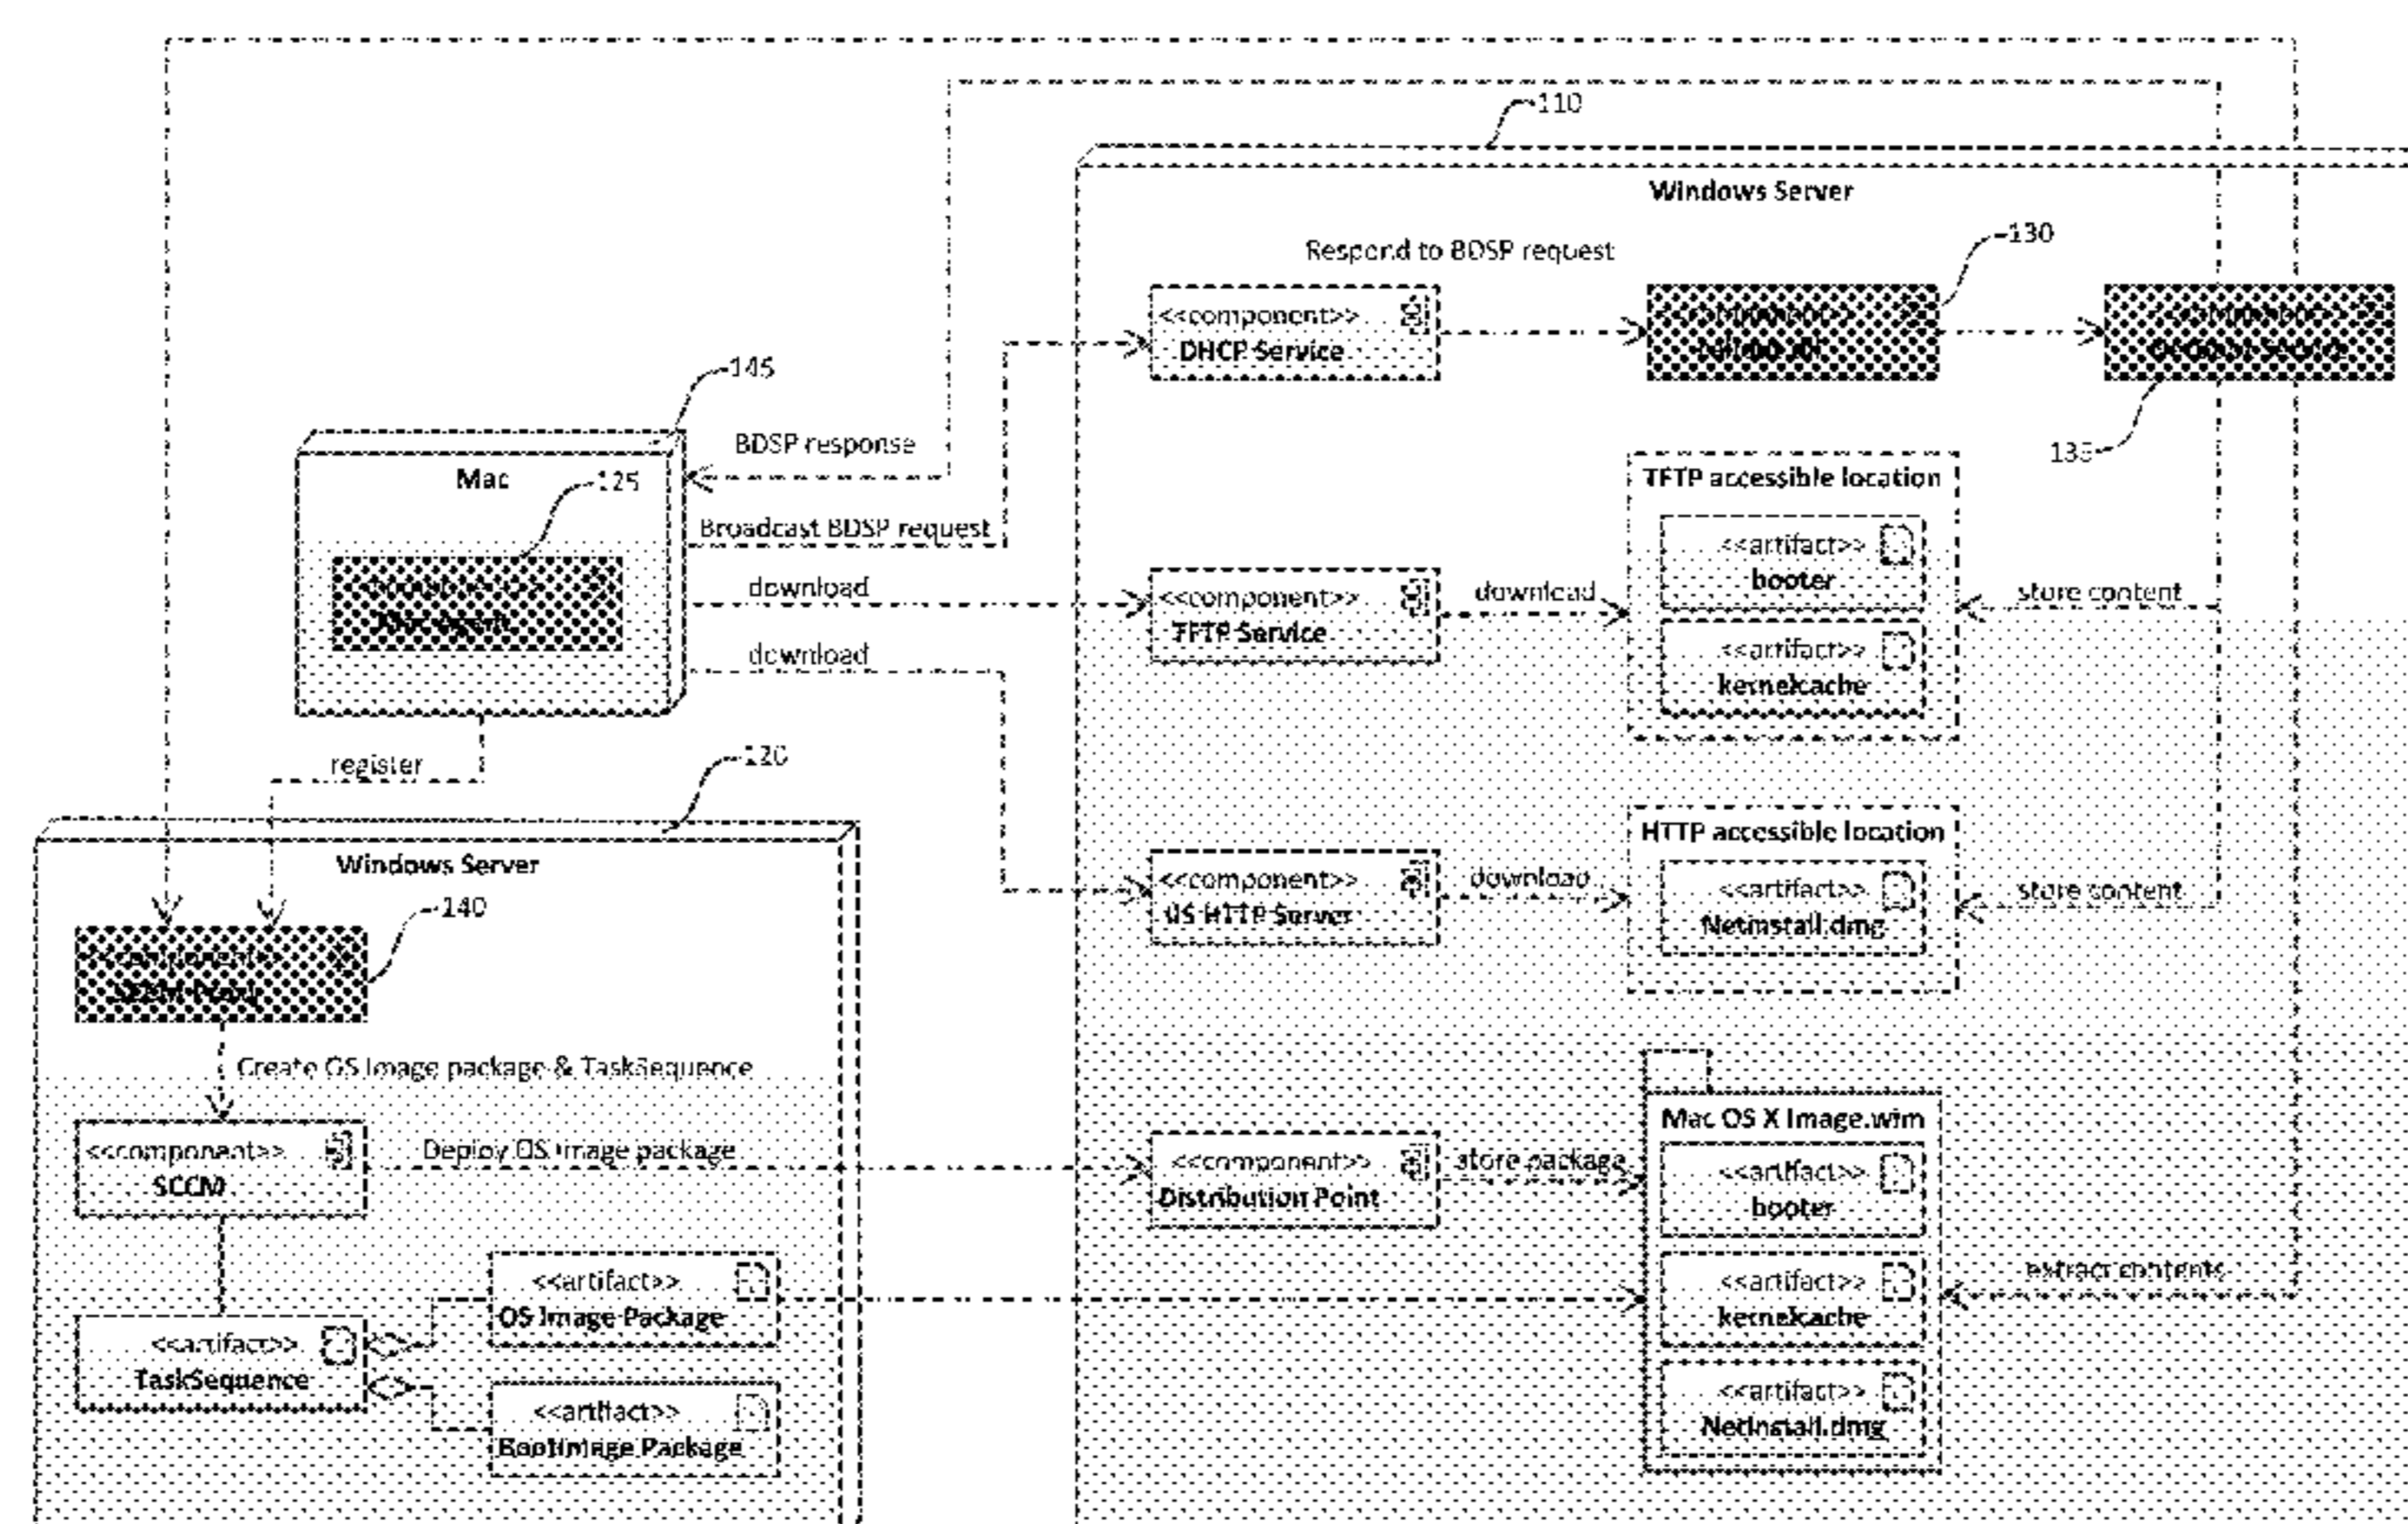 110
Windows Server
Respond to BDSP request
130
<<component>>
DHCP Service
145
135
BDSP response
Mac
125
TFTP accessible location
Broadcast BDSP request
<<artifact>>
booter
download
<<component>>
TFTP Service
download
store content
<<artifact>>
kernelcache
download
register
120
HTTP accessible location
Windows Server
<<component>>
IIS HTTP Server
download
<<artifact>>
Netinstall.dmg
store content
140
<<component>>
SCCM Proxy
Create OS Image package & TaskSequence
Mac OS X Image.wim
<<component>>
SCCM
Deploy OS image package
<<component>>
Distribution Point
store package
<<artifact>>
booter
<<artifact>>
OS Image Package
<<artifact>>
kernelcache
extract contents
<<artifact>>
TaskSequence
<<artifact>>
BootImage Package
<<artifact>>
NetInstall.dmg